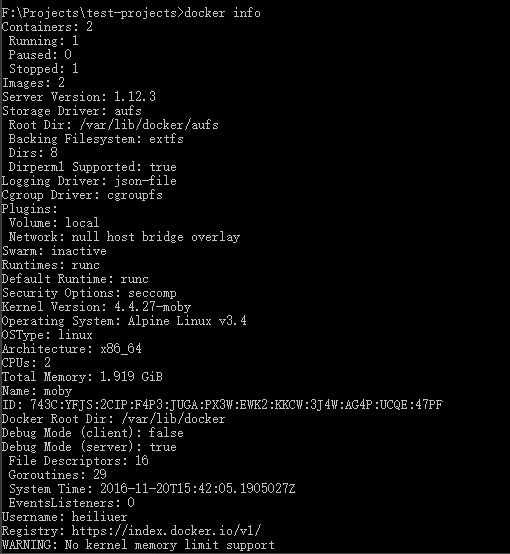 F:\Projects\test-projects>docker info
Containers: 2
 Running: 1
 Paused: 0
 Stopped: 1
Images: 2
Server Version: 1.12.3
Storage Driver: aufs
 Root Dir: /var/lib/docker/aufs
 Backing Filesystem: extfs
 Dirs: 8
 Dirperm1 Supported: true
Logging Driver: json-file
Cgroup Driver: cgroupfs
Plugins:
 Volume: local
 Network: null host bridge overlay
Swarm: inactive
Runtimes: runc
Default Runtime: runc
Security Options: seccomp
Kernel Version: 4.4.27-moby
Operating System: Alpine Linux v3.4
OSType: linux
Architecture: x86_64
CPUs: 2
Total Memory: 1.919 GiB
Name: moby
ID: 743C:YFJS:2CIP:F4P3:JUGA:PX3W:EWK2:KKCW:3J4W:AG4P:UCQE:47PF
Docker Root Dir: /var/lib/docker
Debug Mode (client): false
Debug Mode (server): true
 File Descriptors: 16
 Goroutines: 29
 System Time: 2016-11-20T15:42:05.1905027Z
 EventsListeners: 0
Username: heiliuer
Registry: https://index.docker.io/v1/
WARNING: No kernel memory limit support